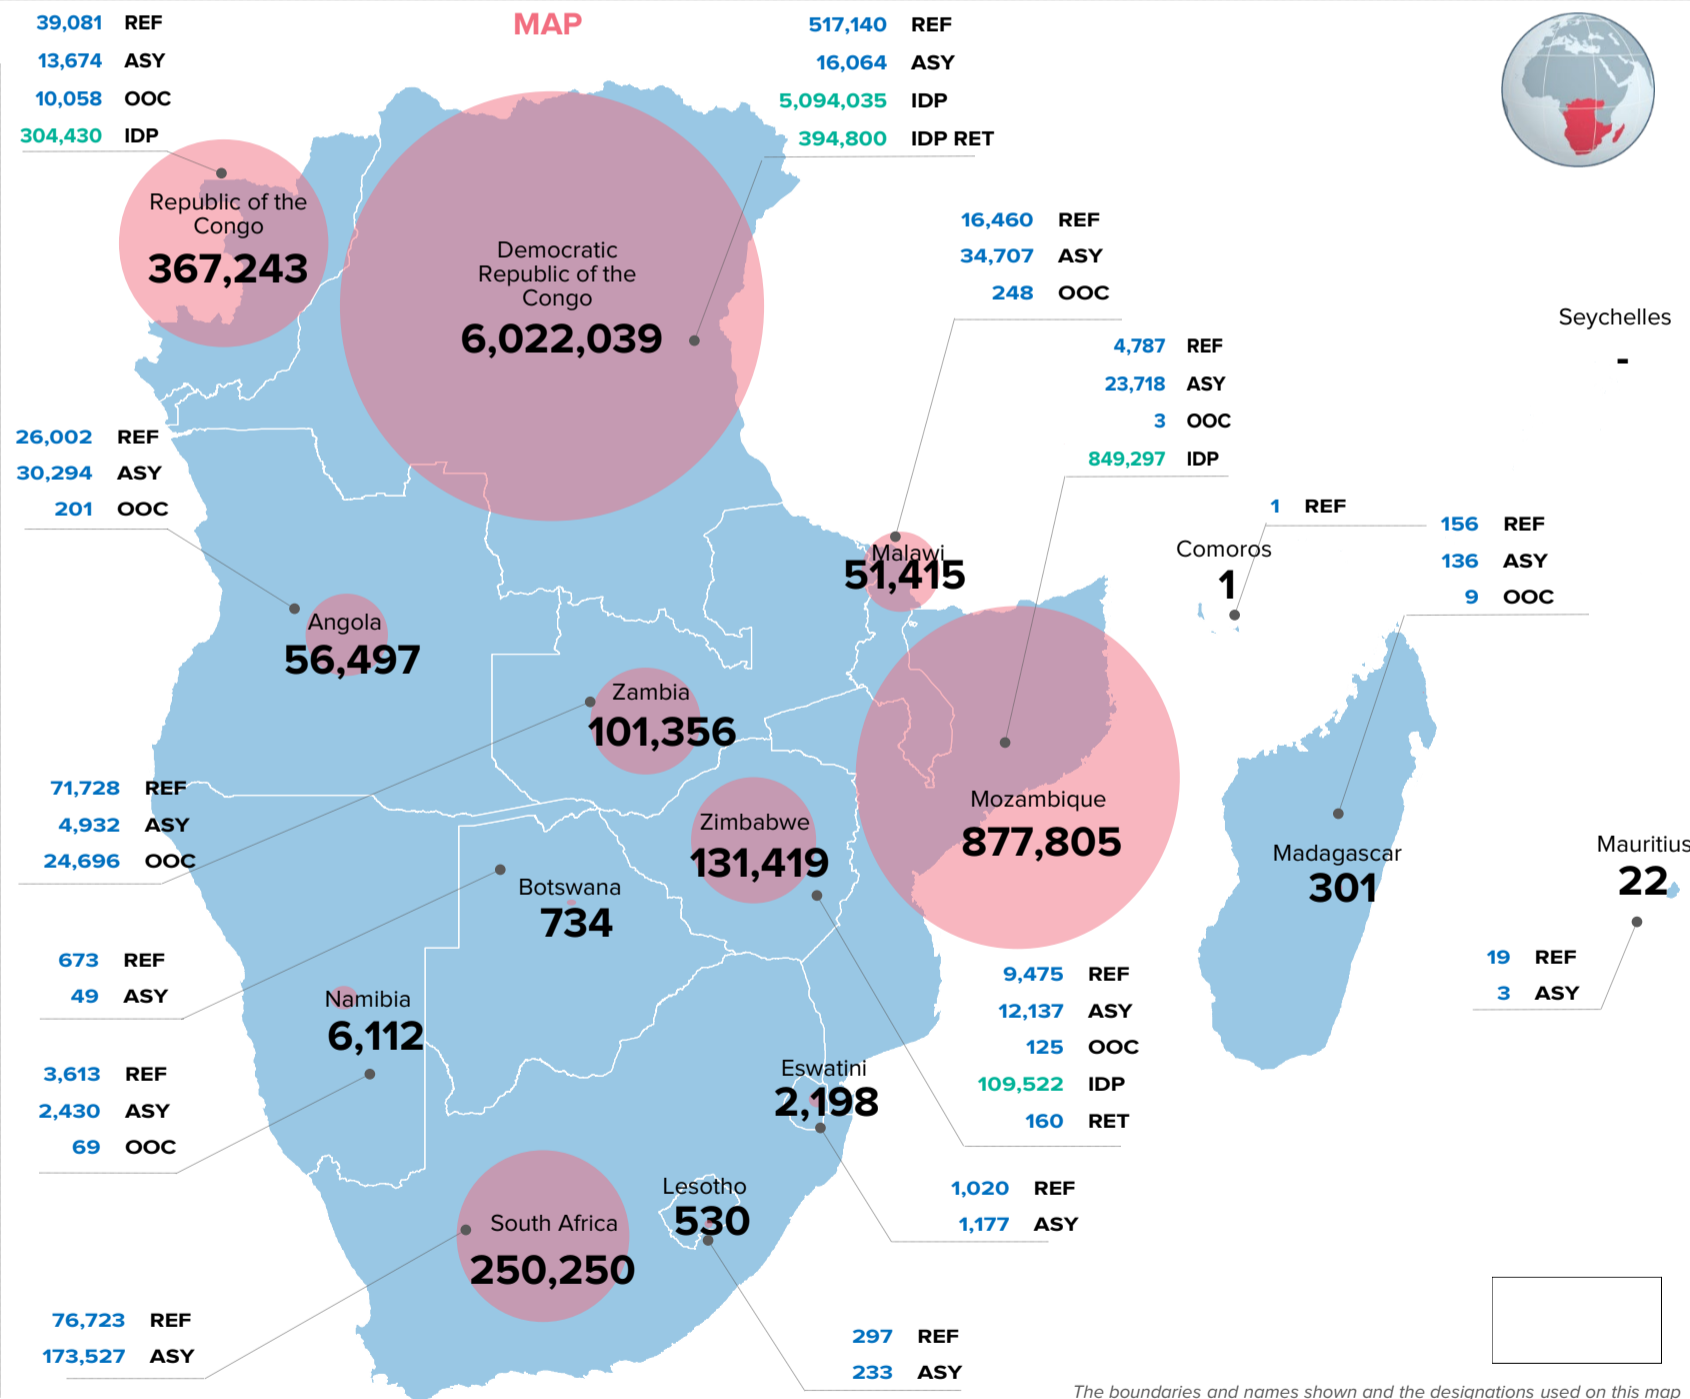 MAP
39,081 REF
13,674 ASY
10,058 OOC
304,430 IDP
517,140 REF
16,064 ASY
5,094,035 IDP
394,800 IDP RET
Republic of the
Congo
367,243
Democratic
Republic of the
Congo
6,022,039
16,460 REF
34,707 ASY
248 OOC
Seychelles
-
4,787 REF
23,718 ASY
3 OOC
849,297 IDP
26,002 REF
30,294 ASY
201 OOC
1 REF
156 REF
136 ASY
9 OOC
Malawi
51,415
Comoros
1
Angola
56,497
Zambia
101,356
71,728 REF
4,932 ASY
24,696 OOC
Zimbabwe
131,419
Mozambique
877,805
Madagascar
301
Mauritius
22
Botswana
734
673 REF
49 ASY
19 REF
3 ASY
Namibia
6,112
9,475 REF
12,137 ASY
125 OOC
109,522 IDP
160 RET
3,613 REF
2,430 ASY
69 OOC
Eswatini
2,198
1,020 REF
1,177 ASY
Lesotho
530
South Africa
250,250
76,723 REF
173,527 ASY
297 REF
233 ASY
The boundaries and names shown and the designations used on this map